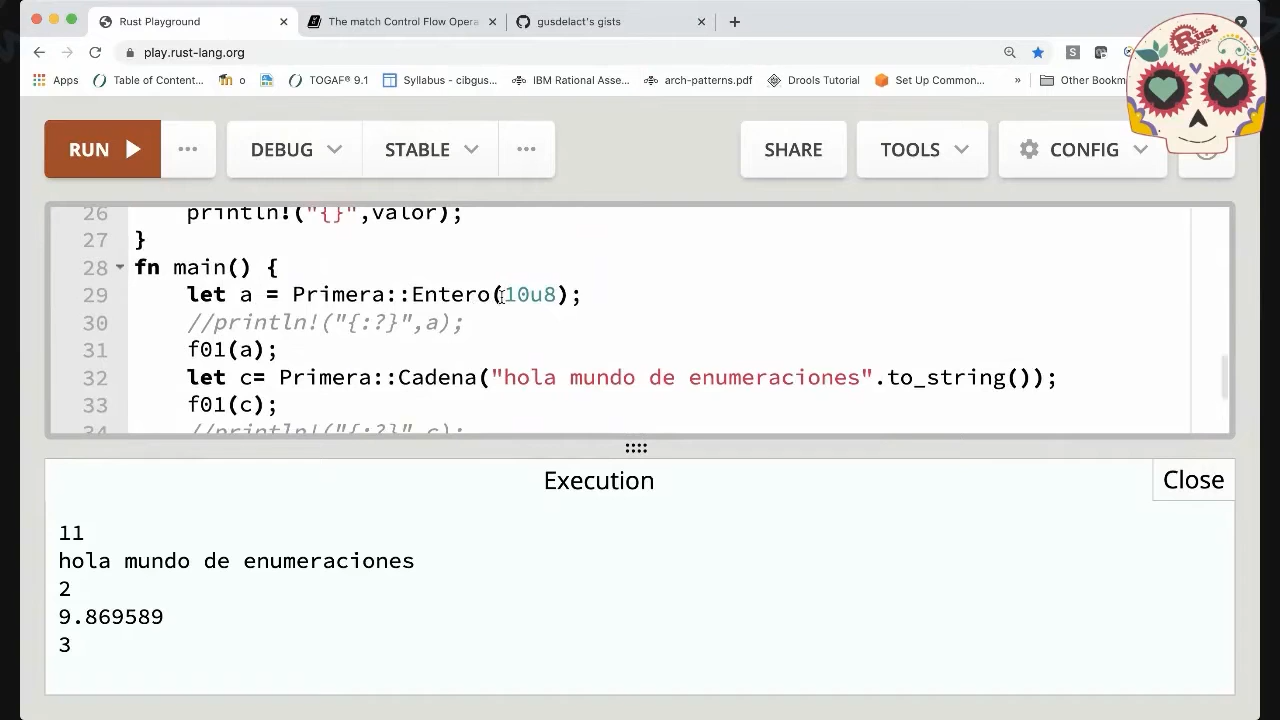 Rust Playground
The match Control Flow Opera
gusdelact's gists
play.rust-lang.org
S
Apps
Table of Content...
o
TOGAF® 9.1
Syllabus - cibgus...
IBM Rational Asse...
arch-patterns.pdf
Drools Tutorial
Set Up Common...
»
Other Bookm
Rust
RUN
DEBUG
STABLE
SHARE
TOOLS
CONFIG
26 println!("{}",valor);
27 }
28 fn main() {
29 let a = Primera::Entero(10u8);
30 //println!("{:?}",a);
31 f01(a);
32 let c= Primera::Cadena("hola mundo de enumeraciones".to_string());
33 f01(c);
34 //println!("{:?}",c);
Execution
Close
11
hola mundo de enumeraciones
2
9.869589
3